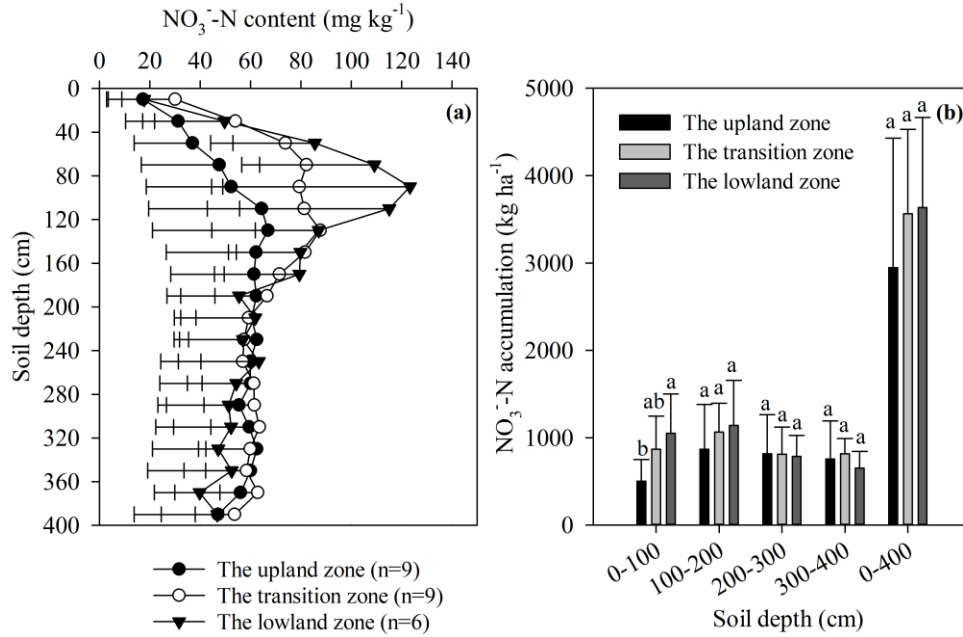 NO₃⁻-N content (mg kg⁻¹)
0 20 40 60 80 100 120 140
(a)
Soil depth (cm)
0
40
80
120
160
200
240
280
320
360
400
The upland zone (n=9)
The transition zone (n=9)
The lowland zone (n=6)
(b)
NO₃⁻-N accumulation (kg ha⁻¹)
5000
4000
3000
2000
1000
0
The upland zone
The transition zone
The lowland zone
b ab a
a a a
a a a
a a a
a a a
0-100 100-200 200-300 300-400 0-400
Soil depth (cm)